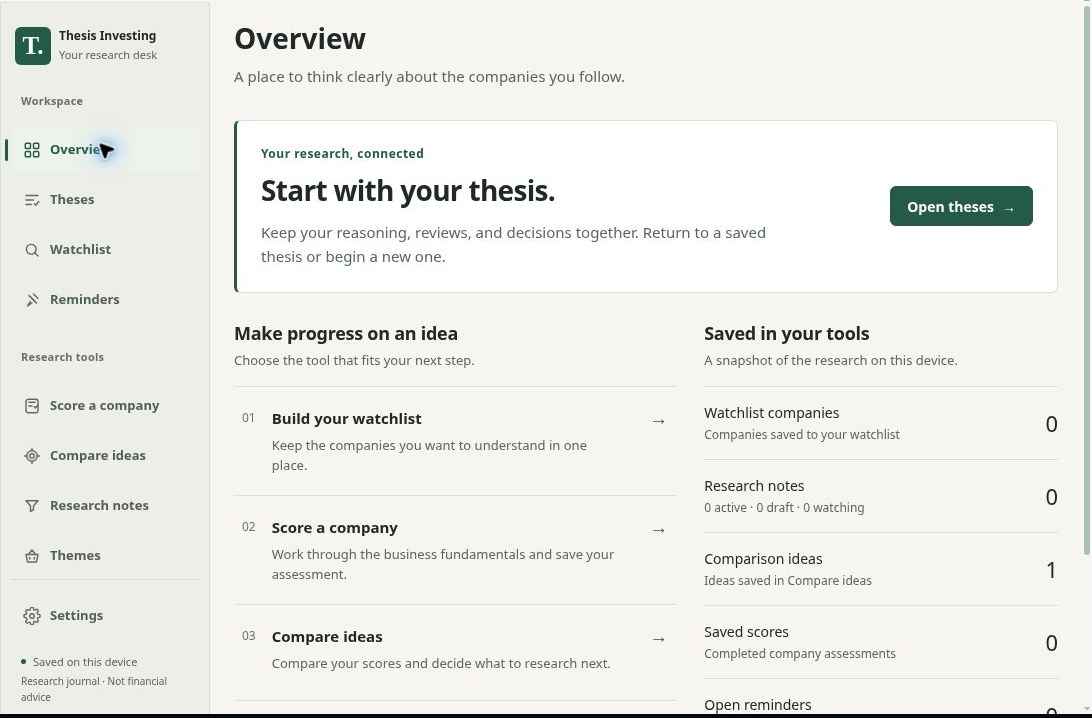 T.
Thesis Investing
Your research desk
Workspace
Overview
Theses
Watchlist
Reminders
Research tools
Score a company
Compare ideas
Research notes
Themes
Settings
Saved on this device
Research journal · Not financial
advice
Overview
A place to think clearly about the companies you follow.
Your research, connected
Start with your thesis.
Keep your reasoning, reviews, and decisions together. Return to a saved
thesis or begin a new one.
Open theses →
Make progress on an idea
Choose the tool that fits your next step.
01 Build your watchlist →
Keep the companies you want to understand in one
place.
02 Score a company →
Work through the business fundamentals and save your
assessment.
03 Compare ideas →
Compare your scores and decide what to research next.
Saved in your tools
A snapshot of the research on this device.
Watchlist companies 0
Companies saved to your watchlist
Research notes 0
0 active · 0 draft · 0 watching
Comparison ideas 1
Ideas saved in Compare ideas
Saved scores 0
Completed company assessments
Open reminders 0